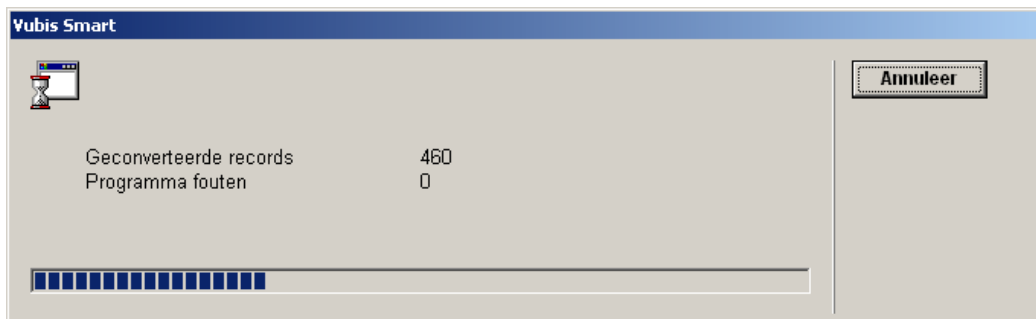 Vubis Smart
Annuleer
Geconverteerde records 460
Programma fouten 0